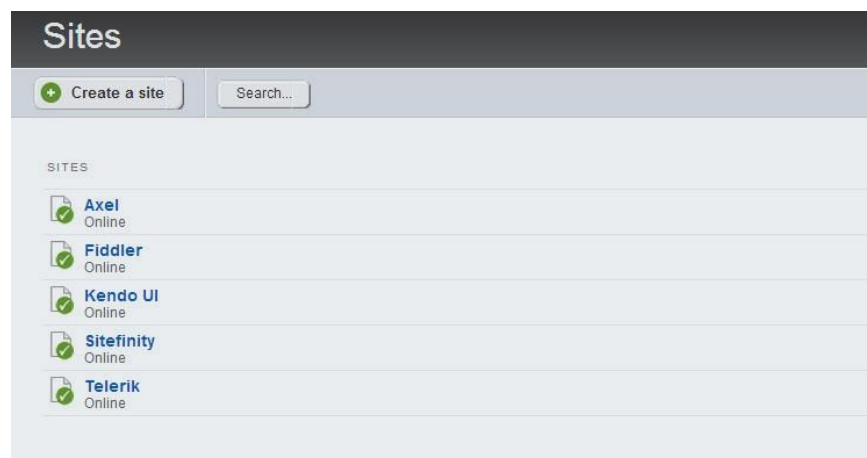 Sites
Create a site
Search...
SITES
Axel
Online
Fiddler
Online
Kendo UI
Online
Sitefinity
Online
Telerik
Online